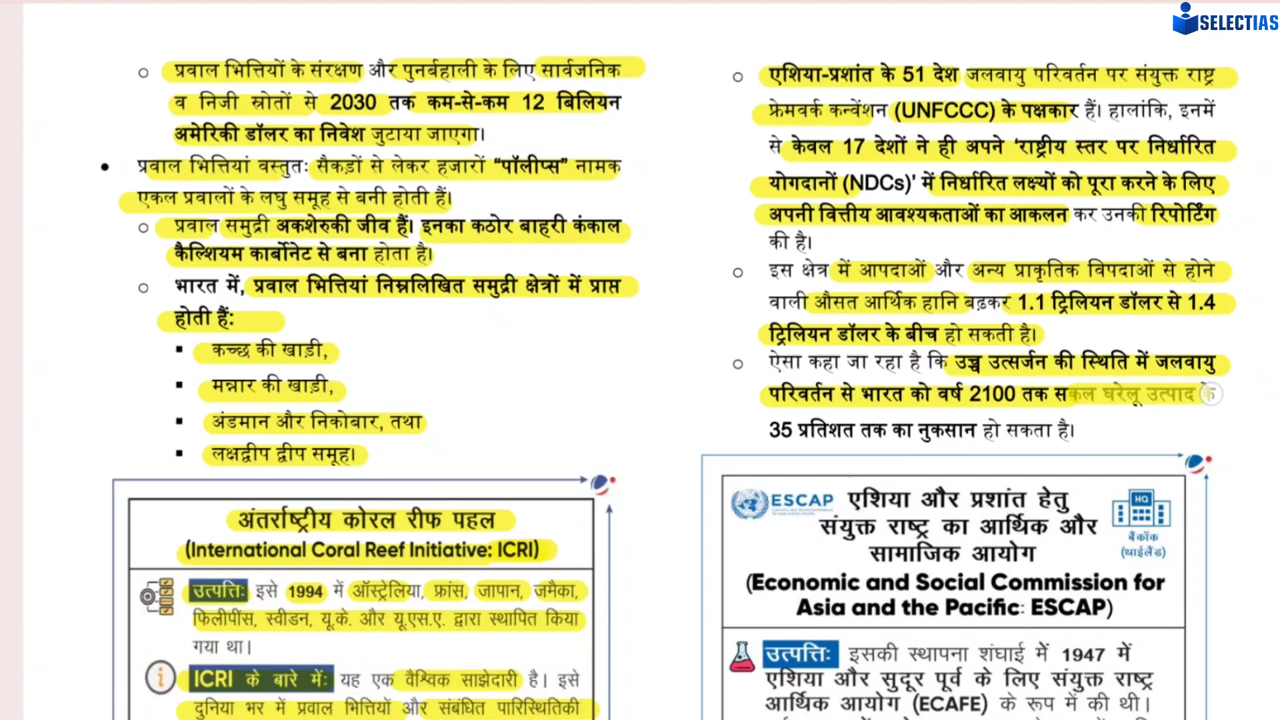 SELECTIAS
○ प्रवाल भित्तियों के संरक्षण और पुनर्बहाली के लिए सार्वजनिक
व निजी स्रोतों से 2030 तक कम-से-कम 12 बिलियन
अमेरिकी डॉलर का निवेश जुटाया जाएगा।
• प्रवाल भित्तियां वस्तुतः सैकड़ों से लेकर हजारों “पॉलीप्स” नामक
एकल प्रवालों के लघु समूह से बनी होती हैं।
○ प्रवाल समुद्री अकशेरुकी जीव हैं। इनका कठोर बाहरी कंकाल
कैल्शियम कार्बोनेट से बना होता है।
○ भारत में, प्रवाल भित्तियां निम्नलिखित समुद्री क्षेत्रों में प्राप्त
होती हैं:
▪ कच्छ की खाड़ी,
▪ मन्नार की खाड़ी,
▪ अंडमान और निकोबार, तथा
▪ लक्षद्वीप द्वीप समूह।
अंतर्राष्ट्रीय कोरल रीफ पहल
(International Coral Reef Initiative: ICRI)
उत्पत्ति: इसे 1994 में ऑस्ट्रेलिया, फ्रांस, जापान, जमैका,
फिलीपींस, स्वीडन, यू.के. और यू.एस.ए. द्वारा स्थापित किया
गया था।
ICRI के बारे में: यह एक वैश्विक साझेदारी है। इसे
दुनिया भर में प्रवाल भित्तियों और संबंधित पारिस्थितिकी
○ एशिया-प्रशांत के 51 देश जलवायु परिवर्तन पर संयुक्त राष्ट्र
फ्रेमवर्क कन्वेंशन (UNFCCC) के पक्षकार हैं। हालांकि, इनमें
से केवल 17 देशों ने ही अपने ‘राष्ट्रीय स्तर पर निर्धारित
योगदानों (NDCs)’ में निर्धारित लक्ष्यों को पूरा करने के लिए
अपनी वित्तीय आवश्यकताओं का आकलन कर उनकी रिपोर्टिंग
की है।
○ इस क्षेत्र में आपदाओं और अन्य प्राकृतिक विपदाओं से होने
वाली औसत आर्थिक हानि बढ़कर 1.1 ट्रिलियन डॉलर से 1.4
ट्रिलियन डॉलर के बीच हो सकती है।
○ ऐसा कहा जा रहा है कि उच्च उत्सर्जन की स्थिति में जलवायु
परिवर्तन से भारत को वर्ष 2100 तक सकल घरेलू उत्पाद के
35 प्रतिशत तक का नुकसान हो सकता है।
ESCAP
एशिया और प्रशांत हेतु
संयुक्त राष्ट्र का आर्थिक और
सामाजिक आयोग
HQ
बैंकॉक
(थाईलैंड)
(Economic and Social Commission for
Asia and the Pacific: ESCAP)
उत्पत्ति: इसकी स्थापना शंघाई में 1947 में
एशिया और सुदूर पूर्व के लिए संयुक्त राष्ट्र
आर्थिक आयोग (ECAFE) के रूप में की थी।